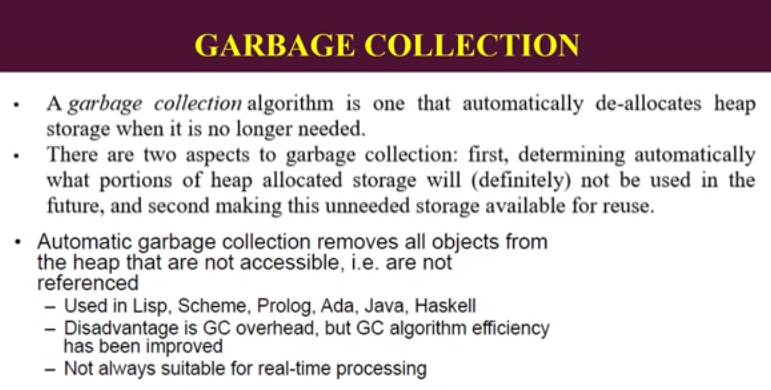 GARBAGE COLLECTION
• A garbage collection algorithm is one that automatically de-allocates heap
storage when it is no longer needed.
• There are two aspects to garbage collection: first, determining automatically
what portions of heap allocated storage will (definitely) not be used in the
future, and second making this unneeded storage available for reuse.
• Automatic garbage collection removes all objects from
the heap that are not accessible, i.e. are not
referenced
– Used in Lisp, Scheme, Prolog, Ada, Java, Haskell
– Disadvantage is GC overhead, but GC algorithm efficiency
has been improved
– Not always suitable for real-time processing